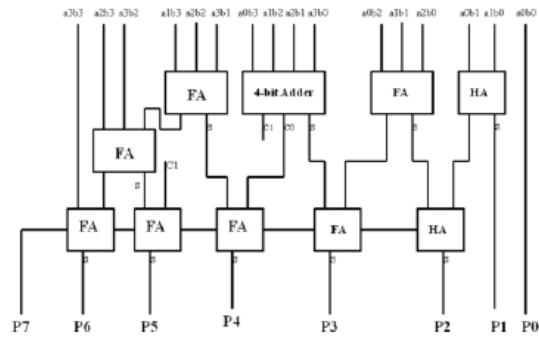 a3b3 a2b3 a3b2 a1b3 a2b2 a3b1 a0b3 a1b2 a2b1 a3b0 a0b2 a1b1 a2b0 a0b1 a1b0 a0b0
FA 4-bit Adder FA HA
S C1 C0 S S S
FA
C1
S
FA FA FA FA HA
S S S S S
P7 P6 P5 P4 P3 P2 P1 P0